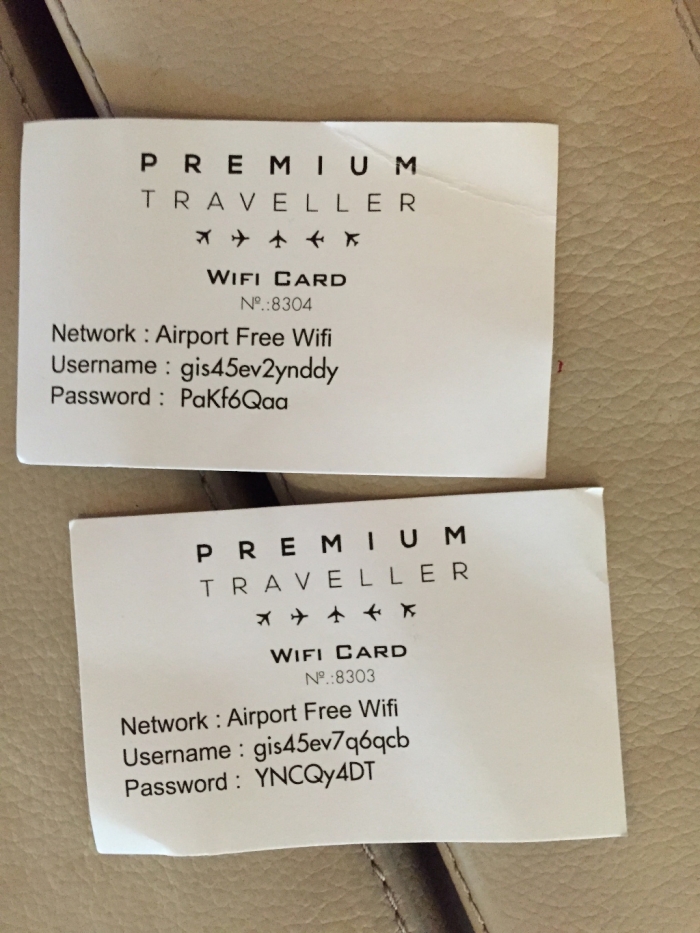 PREMIUM
TRAVELLER
WIFI CARD
Nº.:8304
Network : Airport Free Wifi
Username : gis45ev2ynddy
Password : PaKf6Qaa
PREMIUM
TRAVELLER
WIFI CARD
Nº.:8303
Network : Airport Free Wifi
Username : gis45ev7q6qcb
Password : YNCQy4DT